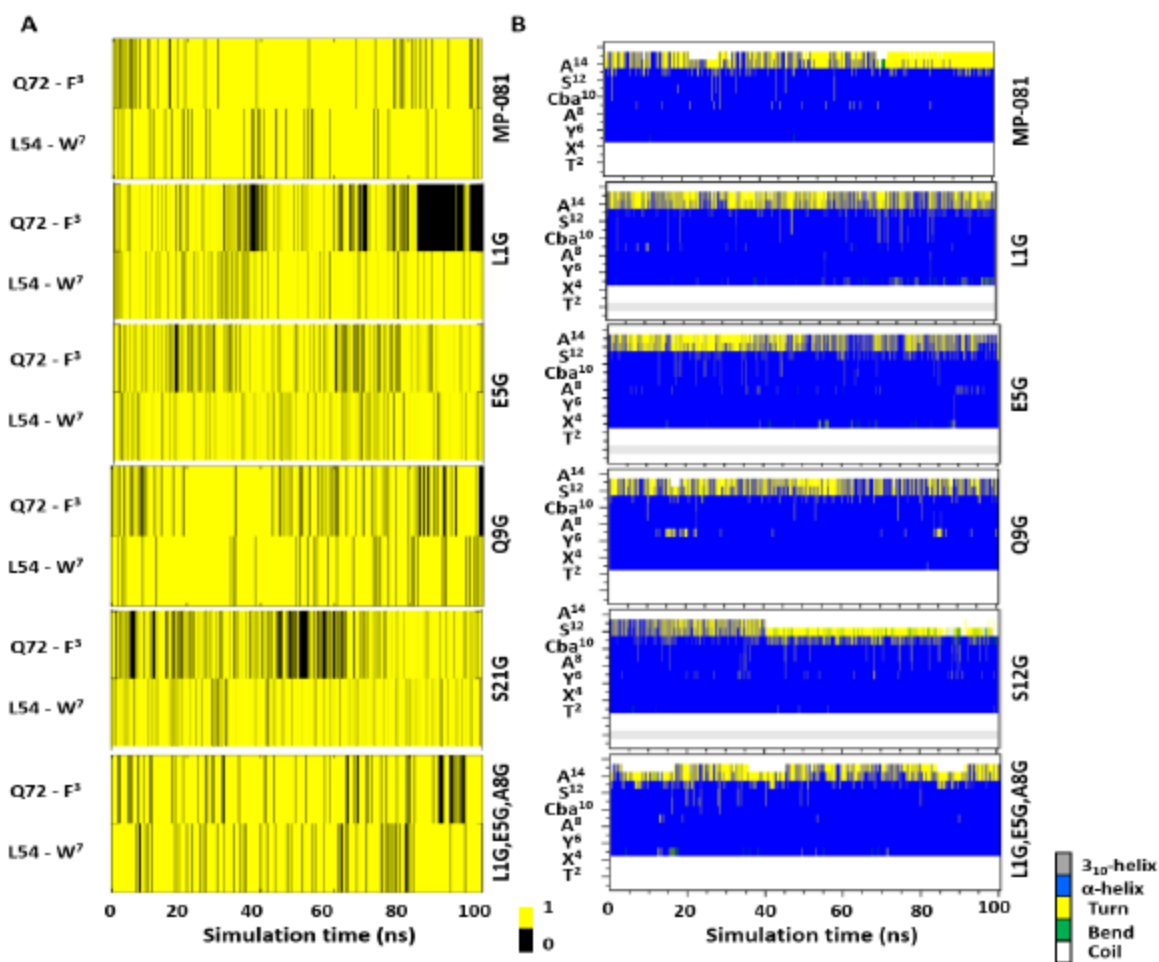 A
B
Q72 - F³
L54 - W⁷
MP-081
A¹⁴
S¹²
Cba¹⁰
A⁸
Y⁶
X⁴
T²
MP-081
Q72 - F³
L54 - W⁷
L1G
A¹⁴
S¹²
Cba¹⁰
A⁸
Y⁶
X⁴
T²
L1G
Q72 - F³
L54 - W⁷
E5G
A¹⁴
S¹²
Cba¹⁰
A⁸
Y⁶
X⁴
T²
E5G
Q72 - F³
L54 - W⁷
Q9G
A¹⁴
S¹²
Cba¹⁰
A⁸
Y⁶
X⁴
T²
Q9G
Q72 - F³
L54 - W⁷
S21G
A¹⁴
S¹²
Cba¹⁰
A⁸
Y⁶
X⁴
T²
S12G
Q72 - F³
L54 - W⁷
L1G,E5G,A8G
A¹⁴
S¹²
Cba¹⁰
A⁸
Y⁶
X⁴
T²
L1G,E5G,A8G
0 20 40 60 80 100
Simulation time (ns)
1
0
0 20 40 60 80 100
Simulation time (ns)
3₁₀-helix
α-helix
Turn
Bend
Coil